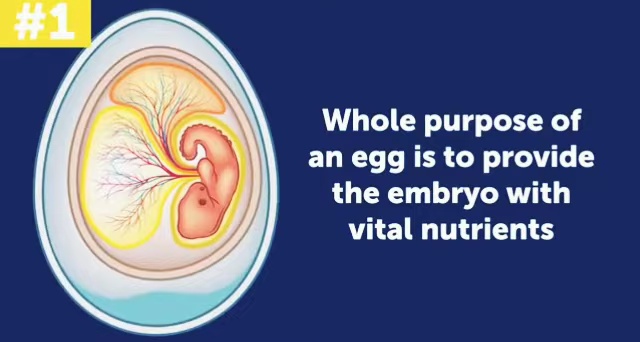 #1
Whole purpose of
an egg is to provide
the embryo with
vital nutrients